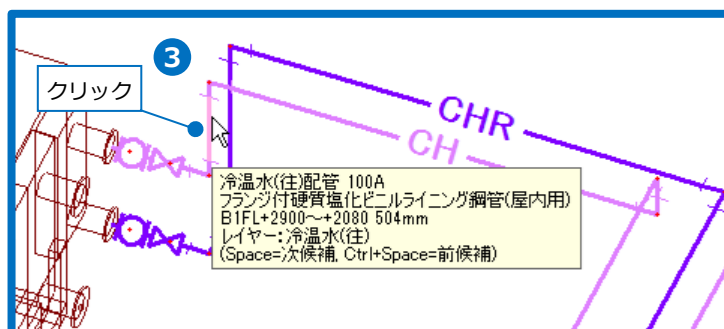 3
クリック
CHR
CH
冷温水(往)配管 100A
フランジ付硬質塩化ビニルライニング鋼管(屋内用)
B1FL+2900～+2080 504mm
レイヤー:冷温水(往)
(Space=次候補, Ctrl+Space=前候補)